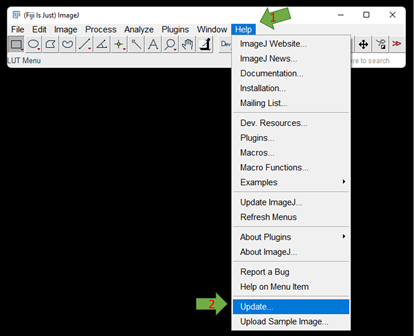 (Fiji Is Just) ImageJ
1
File Edit Image Process Analyze Plugins Window Help
Dev
LUT Menu
here to search
ImageJ Website...
ImageJ News...
Documentation...
Installation...
Mailing List...
Dev. Resources...
Plugins...
Macros...
Macro Functions...
Examples
Update ImageJ...
Refresh Menus
About Plugins
About ImageJ...
Report a Bug
Help on Menu Item
2 Update...
Upload Sample Image...